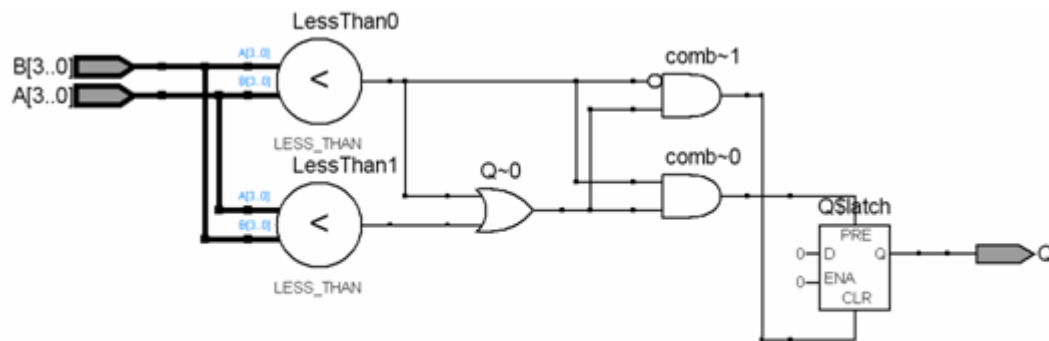 LessThan0
B[3..0]
A[3..0]
A[3..0]
B[3..0]
<
LESS_THAN
LessThan1
A[3..0]
B[3..0]
<
LESS_THAN
Q~0
comb~1
comb~0
Q$latch
PRE
0 D Q
0 ENA
CLR
Q